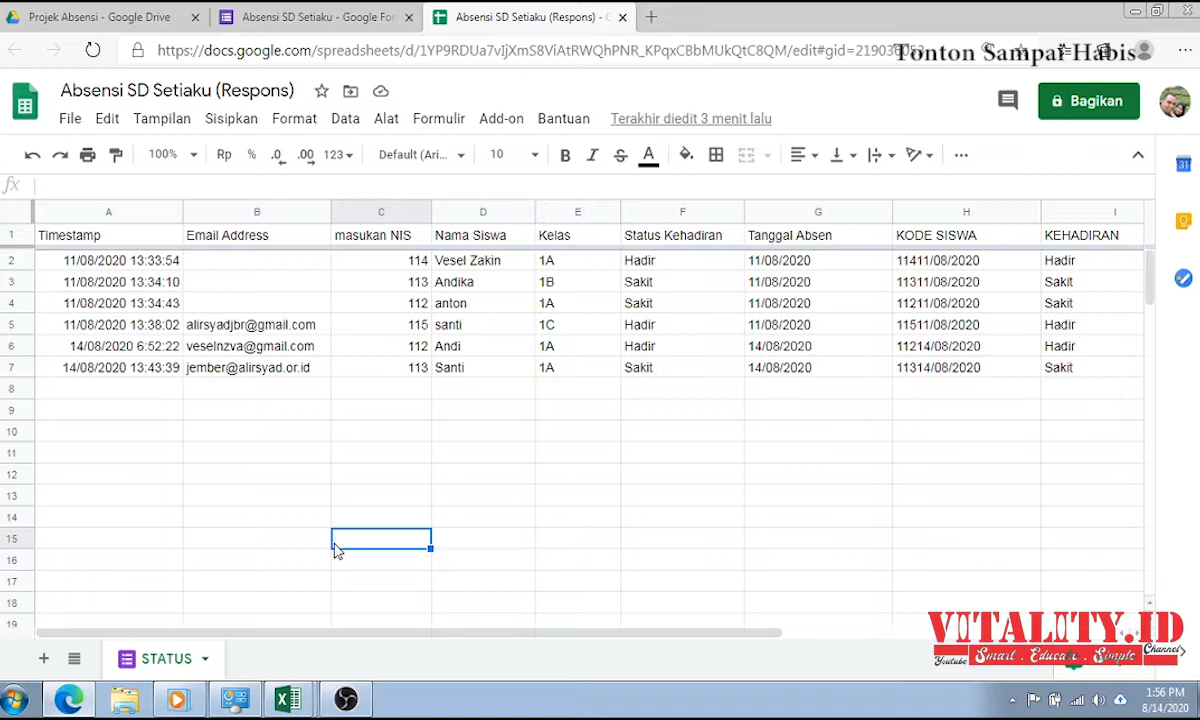 Projek Absensi - Google Drive
Absensi SD Setiaku - Google For
Absensi SD Setiaku (Respons) - G
https://docs.google.com/spreadsheets/d/1YP9RDUa7vIjXmS8ViAtRWQhPNR_KPqxCBbMUkQtC8QM/edit#gid=219036052
Tonton Sampai Habis
Absensi SD Setiaku (Respons)
File Edit Tampilan Sisipkan Format Data Alat Formulir Add-on Bantuan Terakhir diedit 3 menit lalu
Bagikan
100% Rp % .0 .00 123 Default (Ari... 10 B I S A
31
fx
A B C D E F G H I
1 Timestamp Email Address masukan NIS Nama Siswa Kelas Status Kehadiran Tanggal Absen KODE SISWA KEHADIRAN
2 11/08/2020 13:33:54 114 Vesel Zakin 1A Hadir 11/08/2020 11411/08/2020 Hadir
3 11/08/2020 13:34:10 113 Andika 1B Sakit 11/08/2020 11311/08/2020 Sakit
4 11/08/2020 13:34:43 112 anton 1A Sakit 11/08/2020 11211/08/2020 Sakit
5 11/08/2020 13:38:02 alirsyadjbr@gmail.com 115 santi 1C Hadir 11/08/2020 11511/08/2020 Hadir
6 14/08/2020 6:52:22 veselnzva@gmail.com 112 Andi 1A Hadir 14/08/2020 11214/08/2020 Hadir
7 14/08/2020 13:43:39 jember@alirsyad.or.id 113 Santi 1A Sakit 14/08/2020 11314/08/2020 Sakit
8
9
10
11
12
13
14
15
16
17
18
19
VITALITY.ID
Youtube Smart . Educate . Simple Channel
STATUS
1:56 PM
8/14/2020